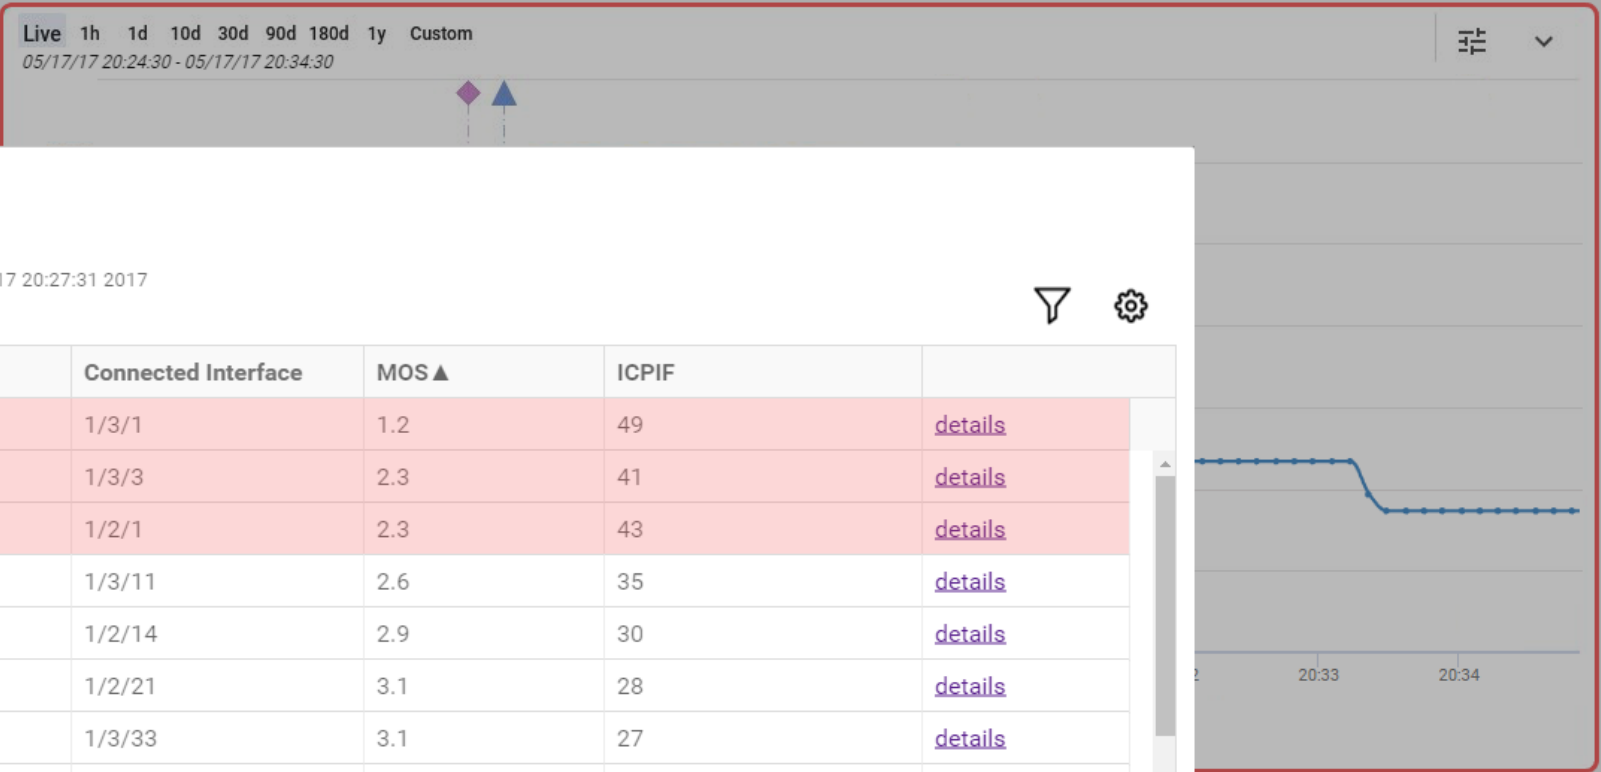 Live 1h 1d 10d 30d 90d 180d 1y Custom
05/17/17 20:24:30 - 05/17/17 20:34:30
17 20:27:31 2017
Connected Interface MOS▲ ICPIF
1/3/1 1.2 49 details
1/3/3 2.3 41 details
1/2/1 2.3 43 details
1/3/11 2.6 35 details
1/2/14 2.9 30 details
1/2/21 3.1 28 details
1/3/33 3.1 27 details
20:33 20:34